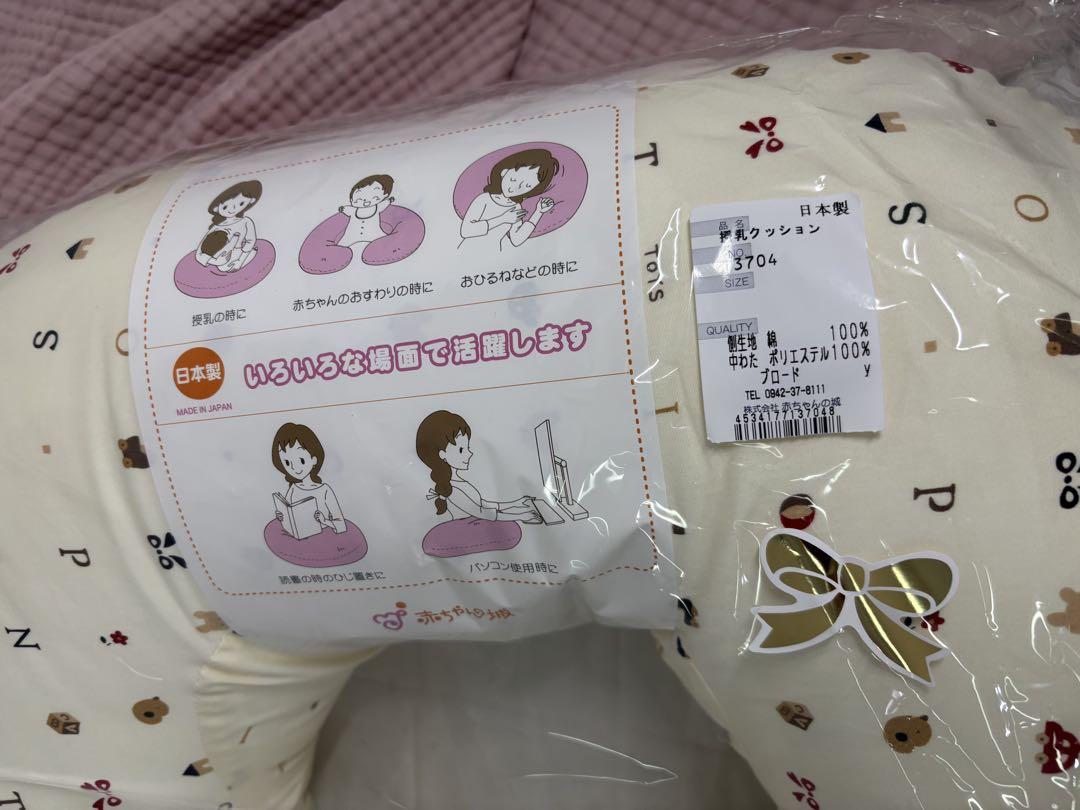 授乳の時に
赤ちゃんのおすわりの時に
おひるねなどの時に
日本製
MADE IN JAPAN
いろいろな場面で活躍します
読書の時のひじ置きに
パソコン使用時に
赤ちゃんの城
日本製
品名
授乳クッション
NO
3704
SIZE
QUALITY
側生地 綿 100%
中わた ポリエステル100%
ブロード y
TEL 0942-37-8111
株式会社 赤ちゃんの城
4534177137048
T
To's
I
S
O
P
S
P
N